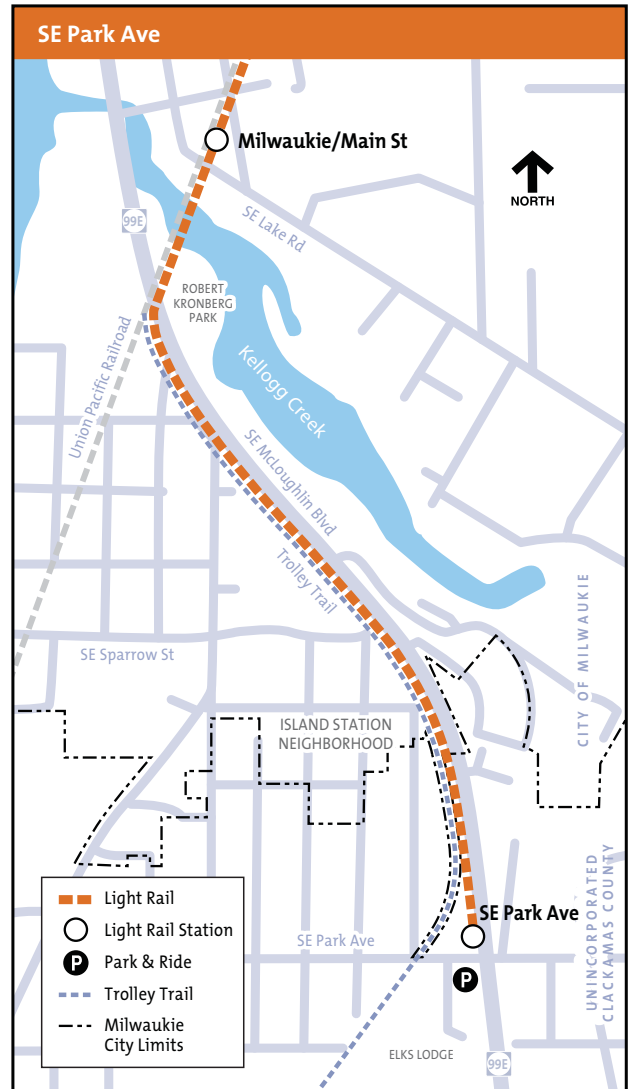 SE Park Ave
Milwaukie/Main St
NORTH
SE Lake Rd
99E
ROBERT
KRONBERG
PARK
Union Pacific Railroad
Kellogg Creek
SE McLoughlin Blvd
Trolley Trail
SE Sparrow St
CITY OF MILWAUKIE
ISLAND STATION
NEIGHBORHOOD
UNINCORPORATED
CLACKAMAS COUNTY
SE Park Ave
SE Park Ave
P
ELKS LODGE
99E
Light Rail
Light Rail Station
P Park & Ride
Trolley Trail
Milwaukie
City Limits